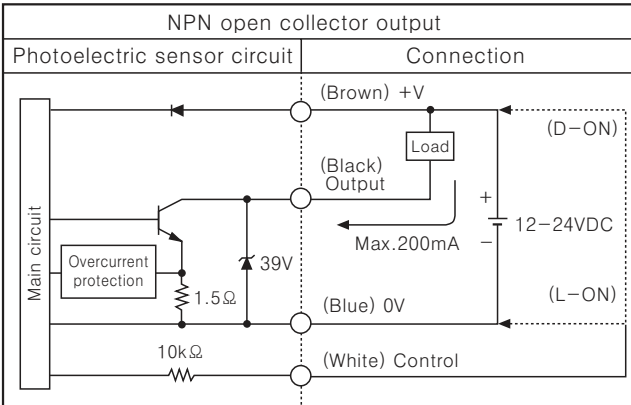 NPN open collector output
Photoelectric sensor circuit
Connection
(Brown) +V
(D-ON)
Load
(Black)
Output
+
12-24VDC
-
Max.200mA
Main circuit
Overcurrent
protection
39V
1.5Ω
(Blue) 0V
(L-ON)
10kΩ
(White) Control